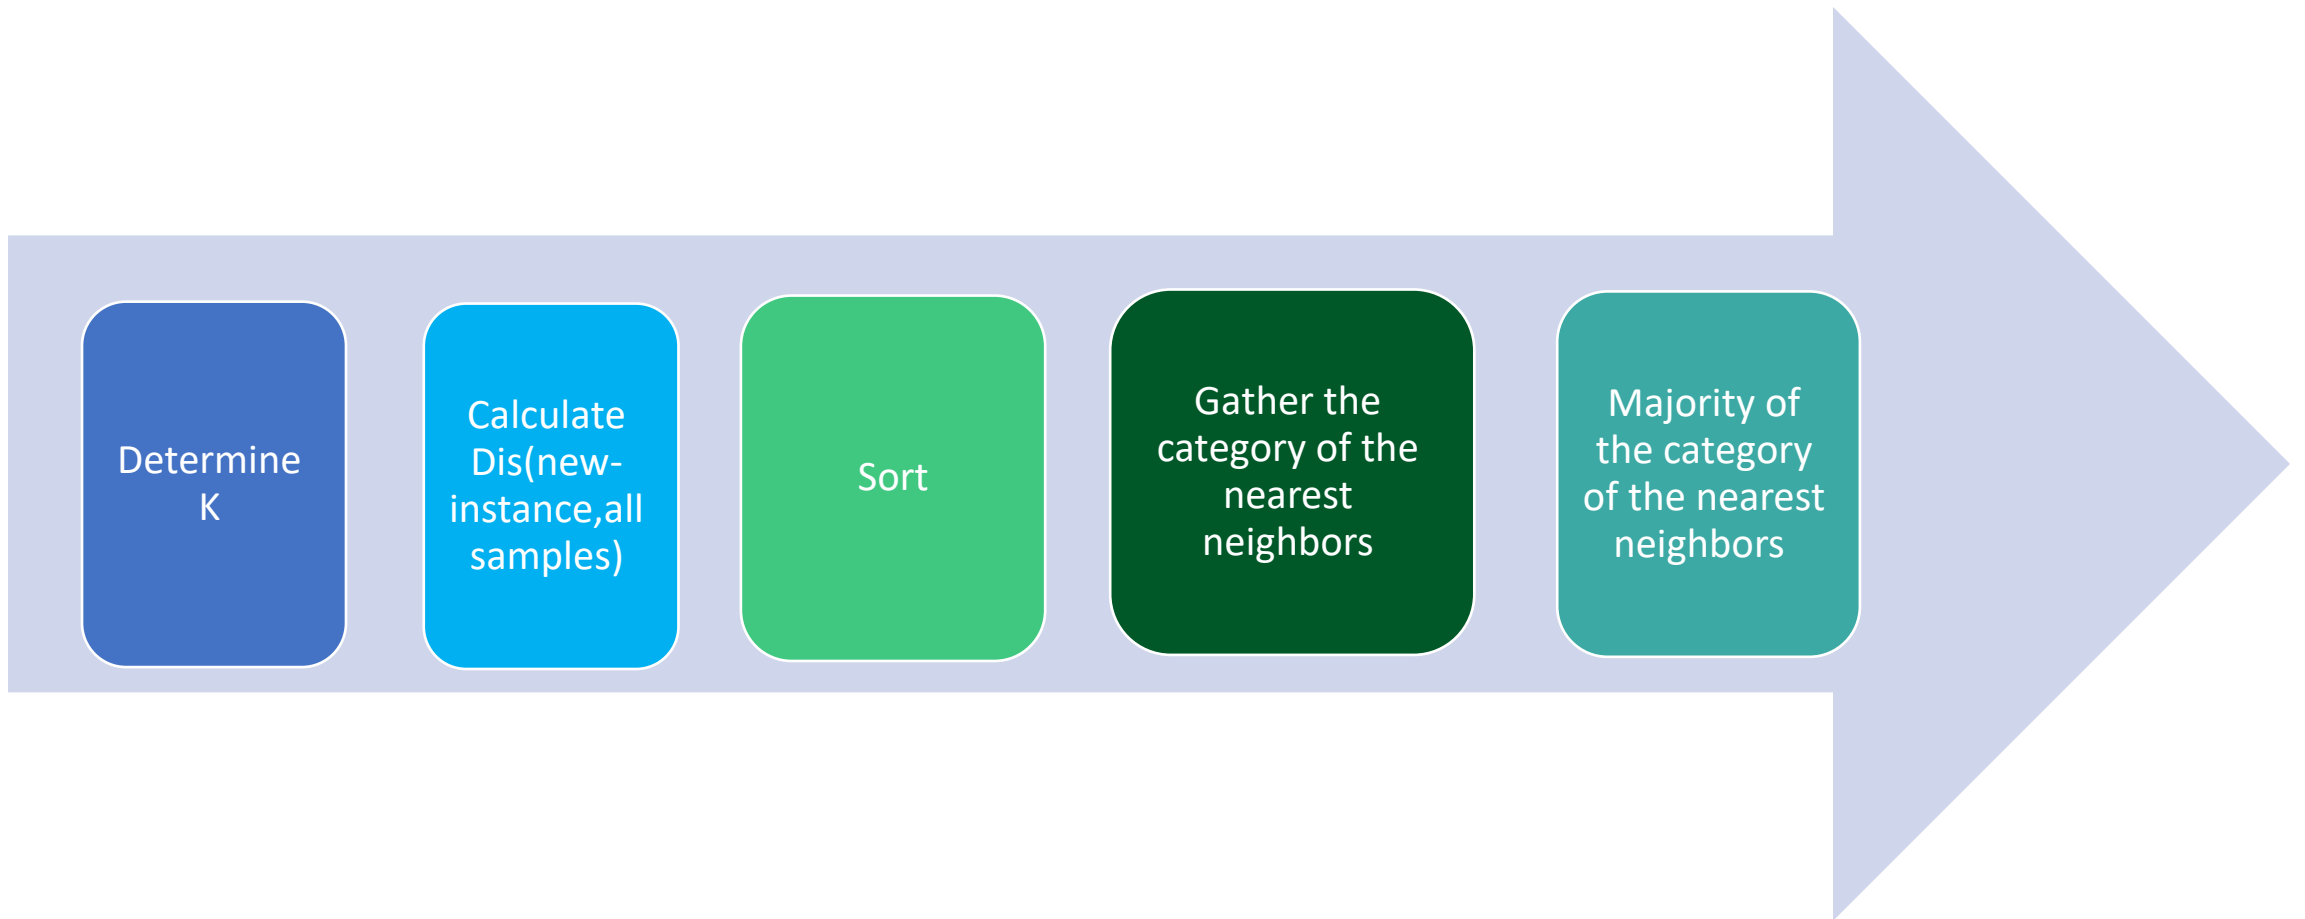 Determine
K
Calculate
Dis(new-
instance,all
samples)
Sort
Gather the
category of the
nearest
neighbors
Majority of
the category
of the nearest
neighbors